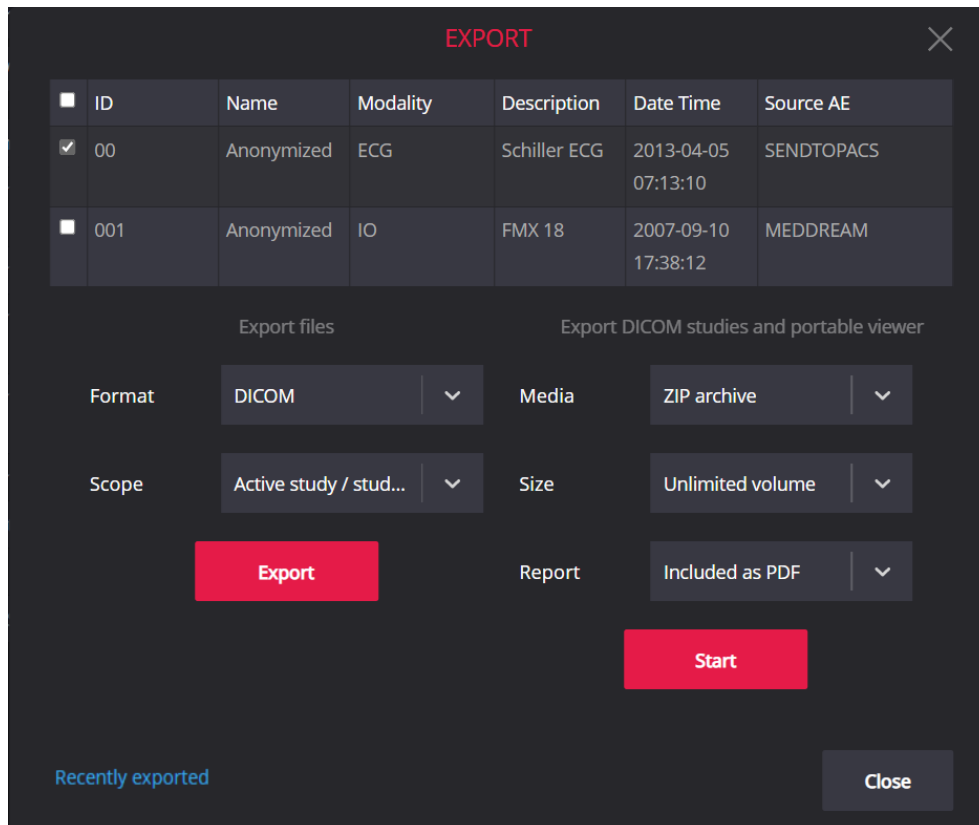 EXPORT
ID Name Modality Description Date Time Source AE
00 Anonymized ECG Schiller ECG 2013-04-05 SENDTOPACS
07:13:10
001 Anonymized IO FMX 18 2007-09-10 MEDDREAM
17:38:12
Export files Export DICOM studies and portable viewer
Format DICOM Media ZIP archive
Scope Active study / stud... Size Unlimited volume
Export Report Included as PDF
Start
Recently exported Close